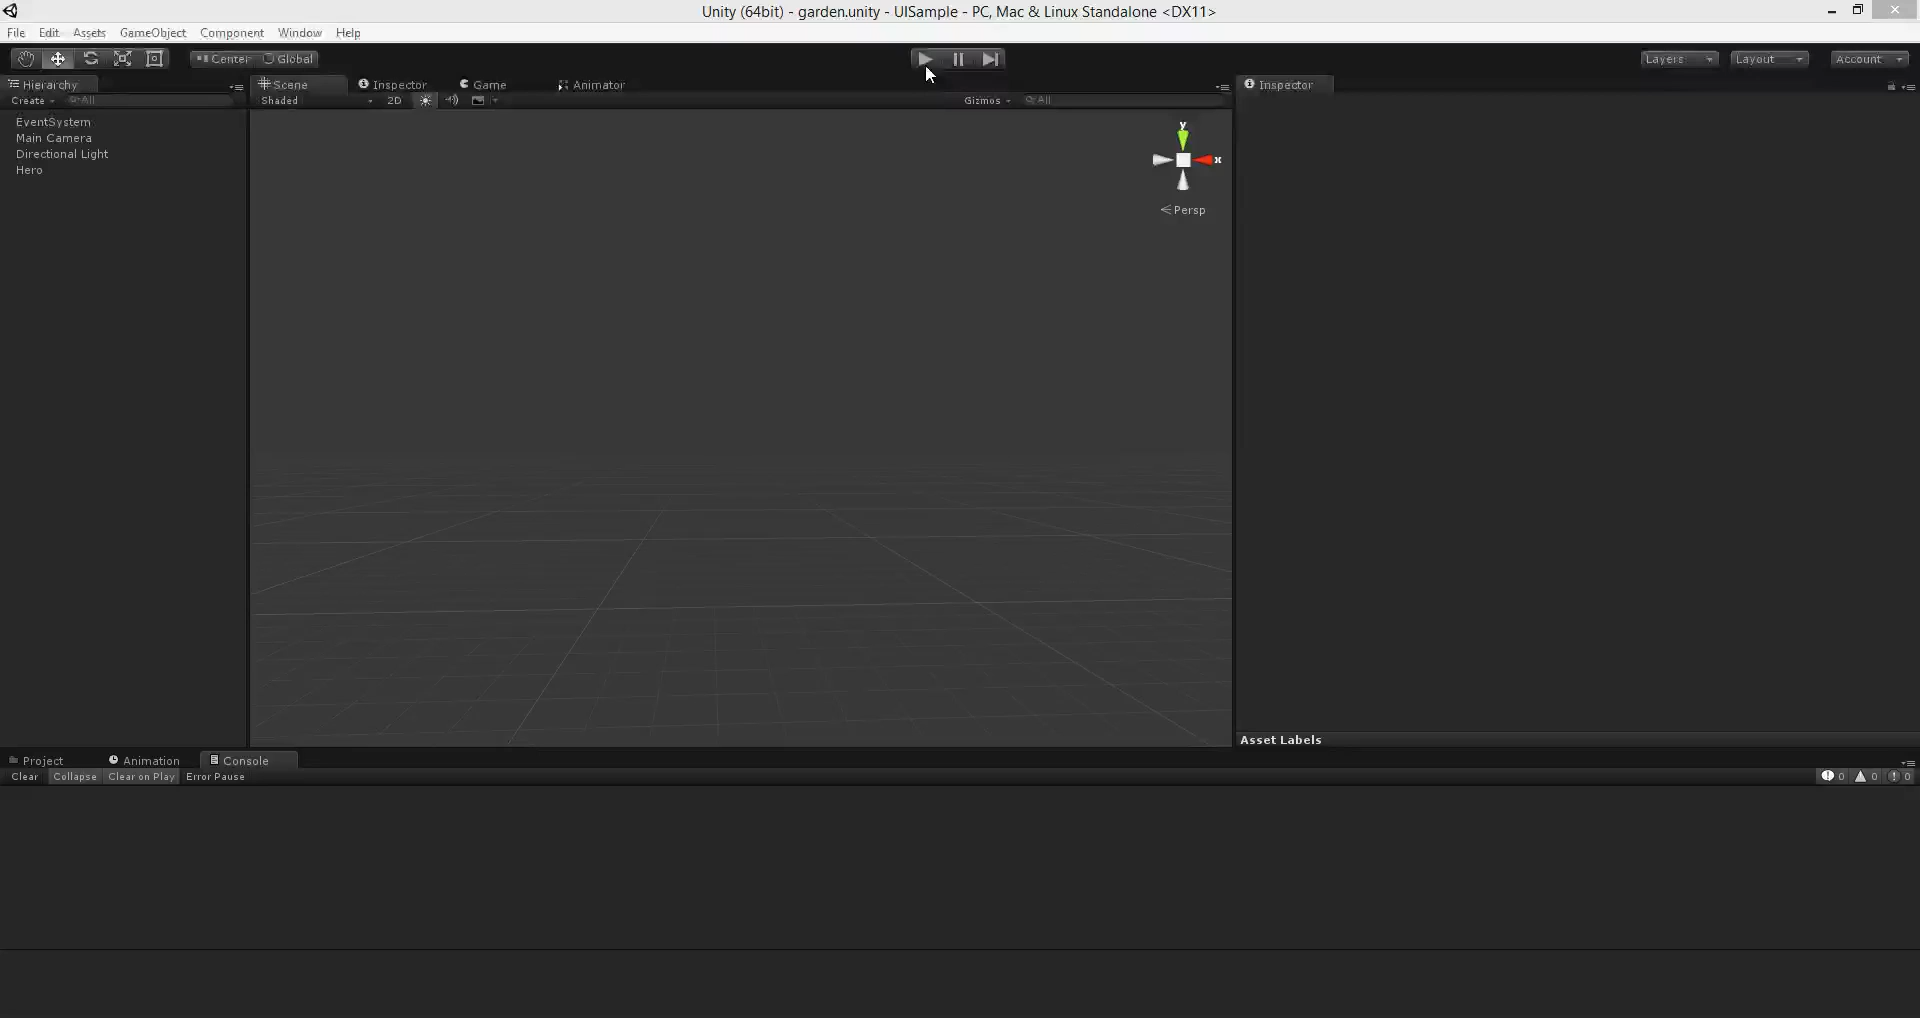 Unity (64bit) - garden.unity - UISample - PC, Mac & Linux Standalone <DX11>
File Edit Assets GameObject Component Window Help
Center Global Layers Layout Account
Hierarchy Scene Inspector Game Animator Inspector
Create All Shaded 2D Gizmos All
EventSystem
Main Camera
Directional Light
Hero
y
x
Persp
Asset Labels
Project Animation Console
Clear Collapse Clear on Play Error Pause 0 0 0